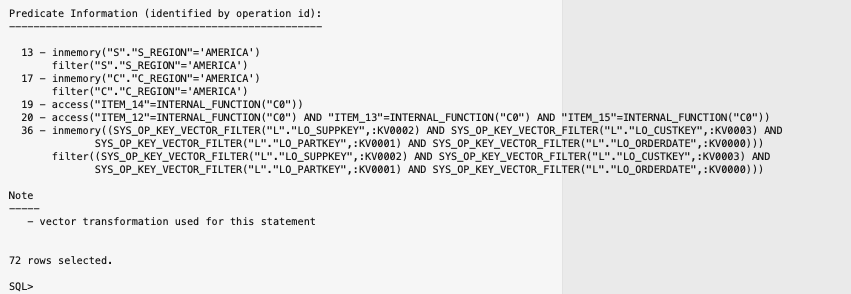 Predicate Information (identified by operation id):
---------------------------------------------------
13 - inmemory("S"."S_REGION"='AMERICA')
filter("S"."S_REGION"='AMERICA')
17 - inmemory("C"."C_REGION"='AMERICA')
filter("C"."C_REGION"='AMERICA')
19 - access("ITEM_14"=INTERNAL_FUNCTION("C0"))
20 - access("ITEM_12"=INTERNAL_FUNCTION("C0") AND "ITEM_13"=INTERNAL_FUNCTION("C0") AND "ITEM_15"=INTERNAL_FUNCTION("C0"))
36 - inmemory((SYS_OP_KEY_VECTOR_FILTER("L"."LO_SUPPKEY",:KV0002) AND SYS_OP_KEY_VECTOR_FILTER("L"."LO_CUSTKEY",:KV0003) AND
SYS_OP_KEY_VECTOR_FILTER("L"."LO_PARTKEY",:KV0001) AND SYS_OP_KEY_VECTOR_FILTER("L"."LO_ORDERDATE",:KV0000)))
filter((SYS_OP_KEY_VECTOR_FILTER("L"."LO_SUPPKEY",:KV0002) AND SYS_OP_KEY_VECTOR_FILTER("L"."LO_CUSTKEY",:KV0003) AND
SYS_OP_KEY_VECTOR_FILTER("L"."LO_PARTKEY",:KV0001) AND SYS_OP_KEY_VECTOR_FILTER("L"."LO_ORDERDATE",:KV0000)))
Note
-----
- vector transformation used for this statement
72 rows selected.
SQL>